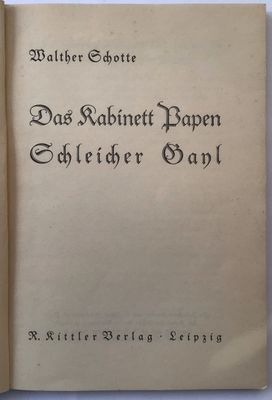 Walther Schotte
Das Kabinett Papen
Schleicher Gayl
R. Kittler Verlag · Leipzig